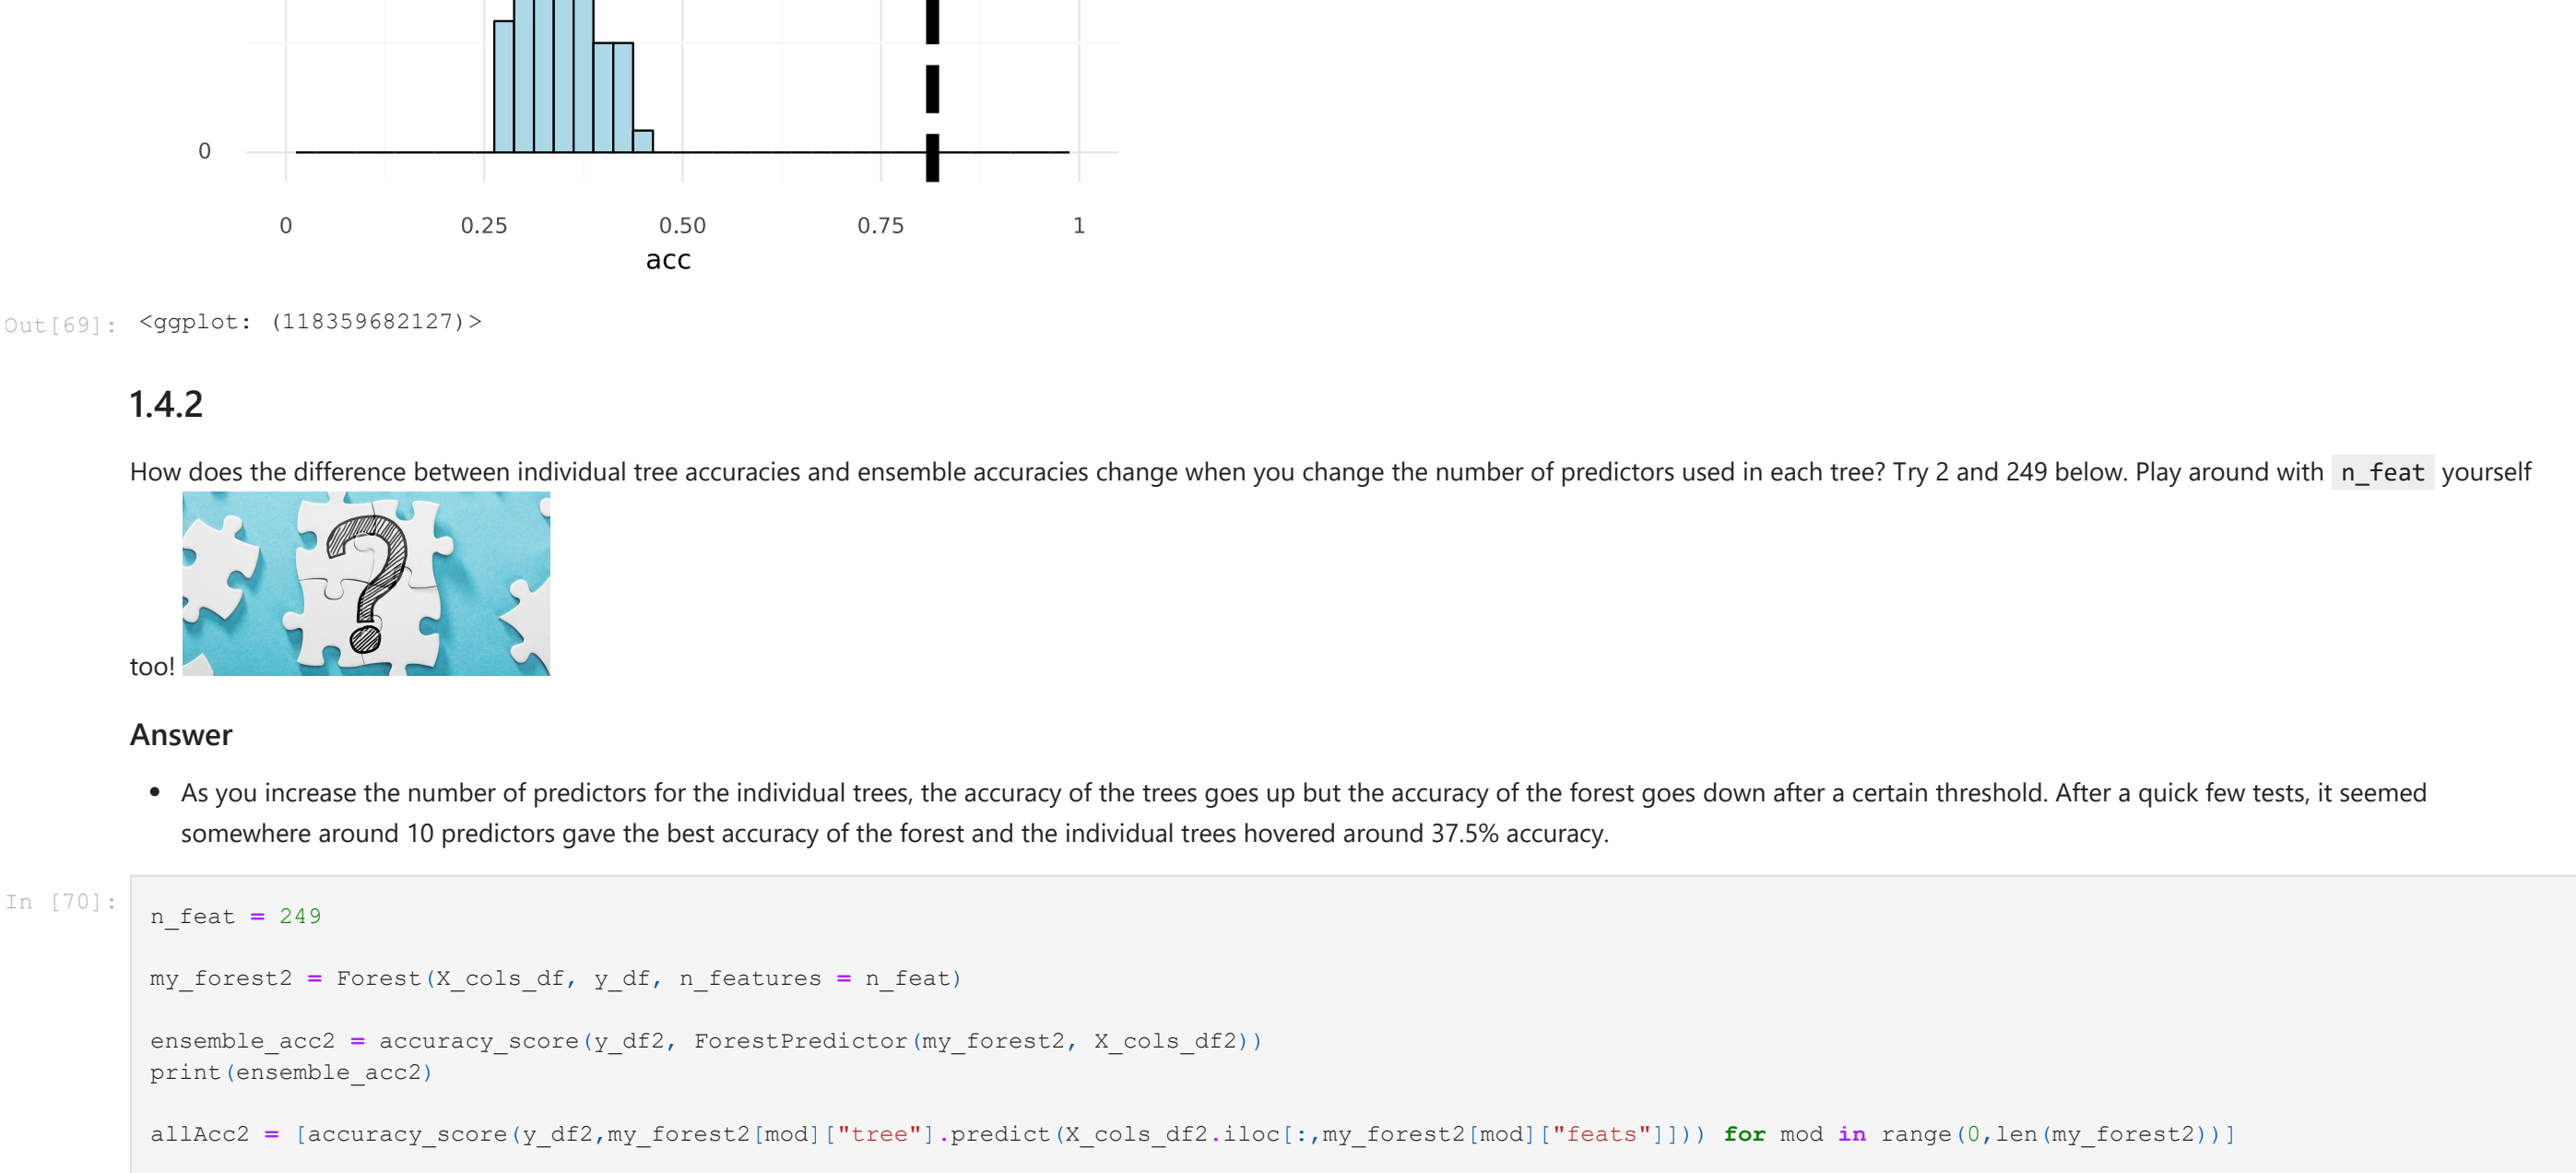 0
0 0.25 0.50 0.75 1
acc
Out[69]: <ggplot: (118359682127)>
1.4.2
How does the difference between individual tree accuracies and ensemble accuracies change when you change the number of predictors used in each tree? Try 2 and 249 below. Play around with n_feat yourself
?
too!
Answer
• As you increase the number of predictors for the individual trees, the accuracy of the trees goes up but the accuracy of the forest goes down after a certain threshold. After a quick few tests, it seemed
somewhere around 10 predictors gave the best accuracy of the forest and the individual trees hovered around 37.5% accuracy.
In [70]:
n_feat = 249
my_forest2 = Forest(X_cols_df, y_df, n_features = n_feat)
ensemble_acc2 = accuracy_score(y_df2, ForestPredictor(my_forest2, X_cols_df2))
print(ensemble_acc2)
allAcc2 = [accuracy_score(y_df2,my_forest2[mod]["tree"].predict(X_cols_df2.iloc[:,my_forest2[mod]["feats"]])) for mod in range(0,len(my_forest2))]